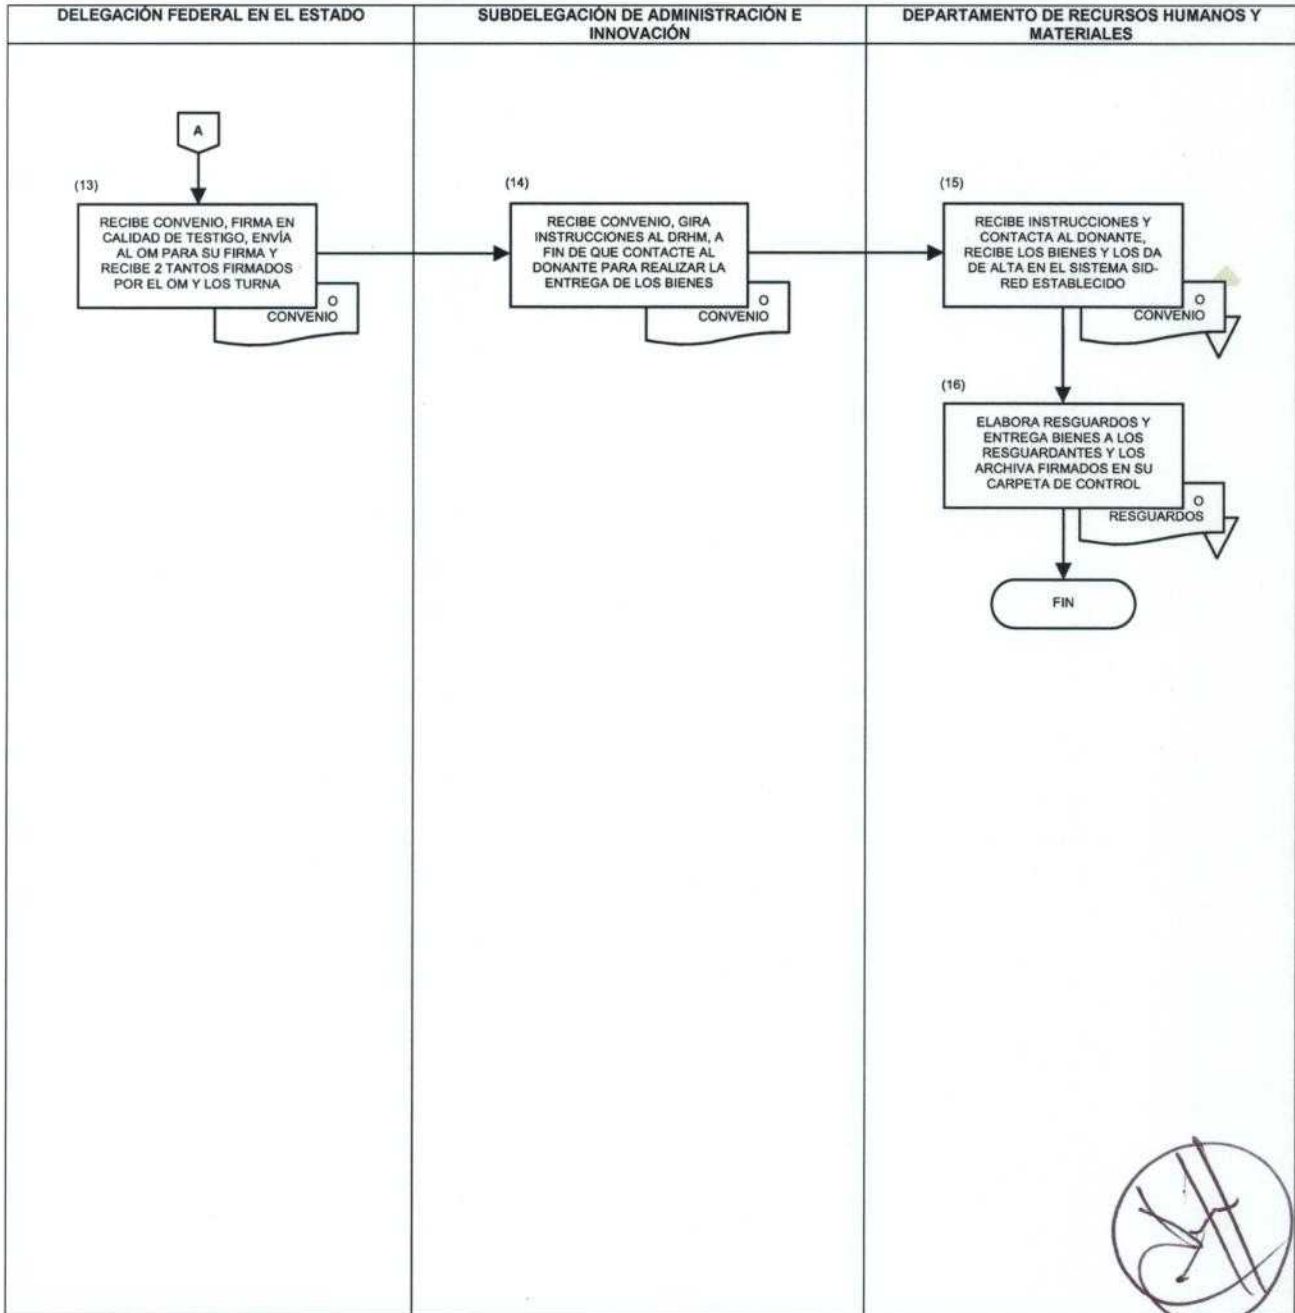 DELEGACIÓN FEDERAL EN EL ESTADO
SUBDELEGACIÓN DE ADMINISTRACIÓN E
INNOVACIÓN
DEPARTAMENTO DE RECURSOS HUMANOS Y
MATERIALES
A
(13)
RECIBE CONVENIO, FIRMA EN
CALIDAD DE TESTIGO, ENVÍA
AL OM PARA SU FIRMA Y
RECIBE 2 TANTOS FIRMADOS
POR EL OM Y LOS TURNA
O
CONVENIO
(14)
RECIBE CONVENIO, GIRA
INSTRUCCIONES AL DRHM, A
FIN DE QUE CONTACTE AL
DONANTE PARA REALIZAR LA
ENTREGA DE LOS BIENES
O
CONVENIO
(15)
RECIBE INSTRUCCIONES Y
CONTACTA AL DONANTE,
RECIBE LOS BIENES Y LOS DA
DE ALTA EN EL SISTEMA SID-
RED ESTABLECIDO
O
CONVENIO
(16)
ELABORA RESGUARDOS Y
ENTREGA BIENES A LOS
RESGUARDANTES Y LOS
ARCHIVA FIRMADOS EN SU
CARPETA DE CONTROL
O
RESGUARDOS
FIN